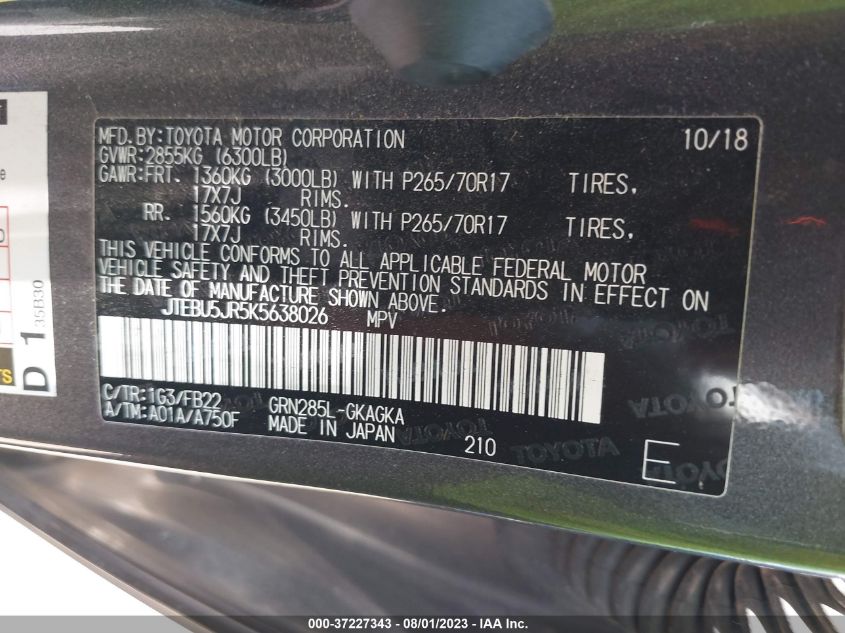 MFD.BY:TOYOTA MOTOR CORPORATION 10/18
GVWR:2855KG (6300LB)
GAWR:FRT. 1360KG (3000LB) WITH P265/70R17 TIRES,
17X7J RIMS.
RR. 1560KG (3450LB) WITH P265/70R17 TIRES,
17X7J RIMS.
THIS VEHICLE CONFORMS TO ALL APPLICABLE FEDERAL MOTOR
VEHICLE SAFETY AND THEFT PREVENTION STANDARDS IN EFFECT ON
THE DATE OF MANUFACTURE SHOWN ABOVE.
JTEBU5JR5K5638026 MPV
C/TR:1G3/FB22 GRN285L-GKAGKA
A/TM:A01A/A750F MADE IN JAPAN
210
E
TOYOTA
D 1 35B30
000-37227343 - 08/01/2023 - IAAI Inc.